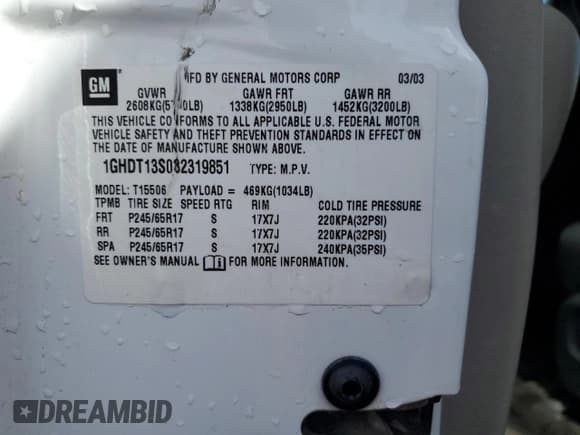 GM
MFD BY GENERAL MOTORS CORP 03/03
GVWR GAWR FRT GAWR RR
1338KG(2950LB) 1452KG(3200LB)
THIS VEHICLE CONFORMS TO ALL APPLICABLE U.S. FEDERAL MOTOR
VEHICLE SAFETY AND THEFT PREVENTION STANDARDS IN EFFECT ON
THE DATE OF MANUFACTURE SHOWN ABOVE.
1GHDT13S032319851 TYPE: M.P.V.
MODEL: T15506 PAYLOAD = 469KG(1034LB)
TPMB TIRE SIZE SPEED RTG RIM COLD TIRE PRESSURE
FRT P245/65R17 S 17X7J 220KPA(32PSI)
RR P245/65R17 S 17X7J 220KPA(32PSI)
SPA P245/65R17 S 17X7J 240KPA(35PSI)
SEE OWNER'S MANUAL FOR MORE INFORMATION.
DREAMBID